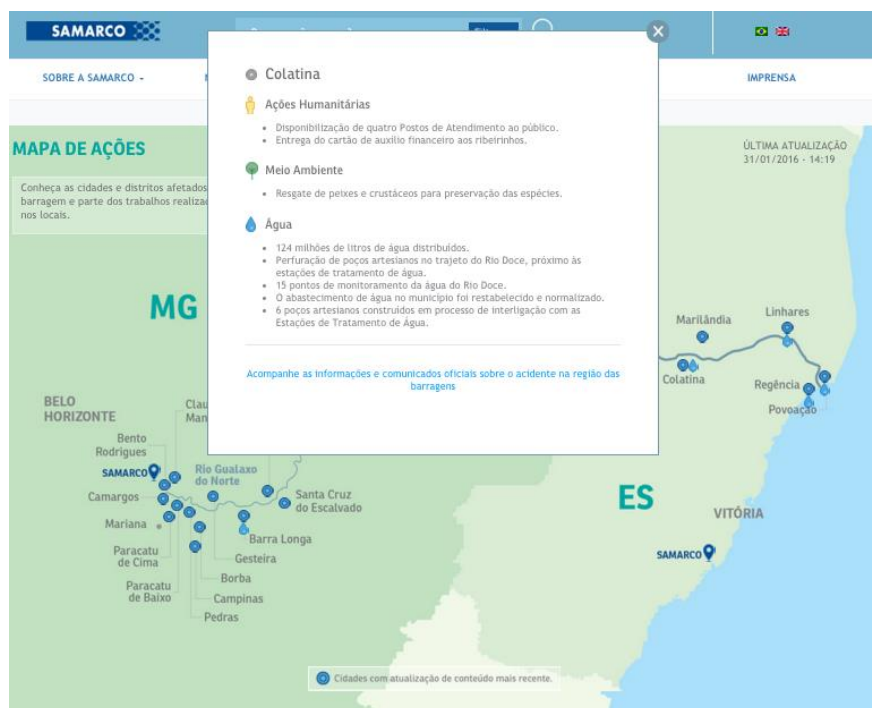 SAMARCO
SOBRE A SAMARCO
IMPRENSA
MAPA DE AÇÕES
Conheça as cidades e distritos afetados
barragem e parte dos trabalhos
nos locais.
ÚLTIMA ATUALIZAÇÃO
31/01/2016 - 14:19
Colatina
Ações Humanitárias
• Disponibilização de quatro Postos de Atendimento ao público.
• Entrega do cartão de auxílio financeiro aos ribeirinhos.
Meio Ambiente
• Resgate de peixes e crustáceos para preservação das espécies.
Água
• 124 milhões de litros de água distribuídos.
• Perfuração de poços artesianos no trajeto do Rio Doce, próximo às
estações de tratamento de água.
• 15 pontos de monitoramento da água do Rio Doce.
• O abastecimento de água no município foi restabelecido e normalizado.
• 6 poços artesianos construídos em processo de interligação com as
Estações de Tratamento de Água.
Acompanhe as informações e comunicados oficiais sobre o acidente na região das
barragens
MG
Marilândia
Linhares
Colatina
Regência
Povoação
BELO
HORIZONTE
Bento
Rodrigues
SAMARCO
Rio Gualaxo
do Norte
Camargos
Santa Cruz
do Escalvado
Mariana
Barra Longa
Paracatu
de Cima
Gesteira
Borba
Paracatu
de Baixo
Campinas
Pedras
ES
VITÓRIA
SAMARCO
Cidades com atualização de conteúdo mais recente.